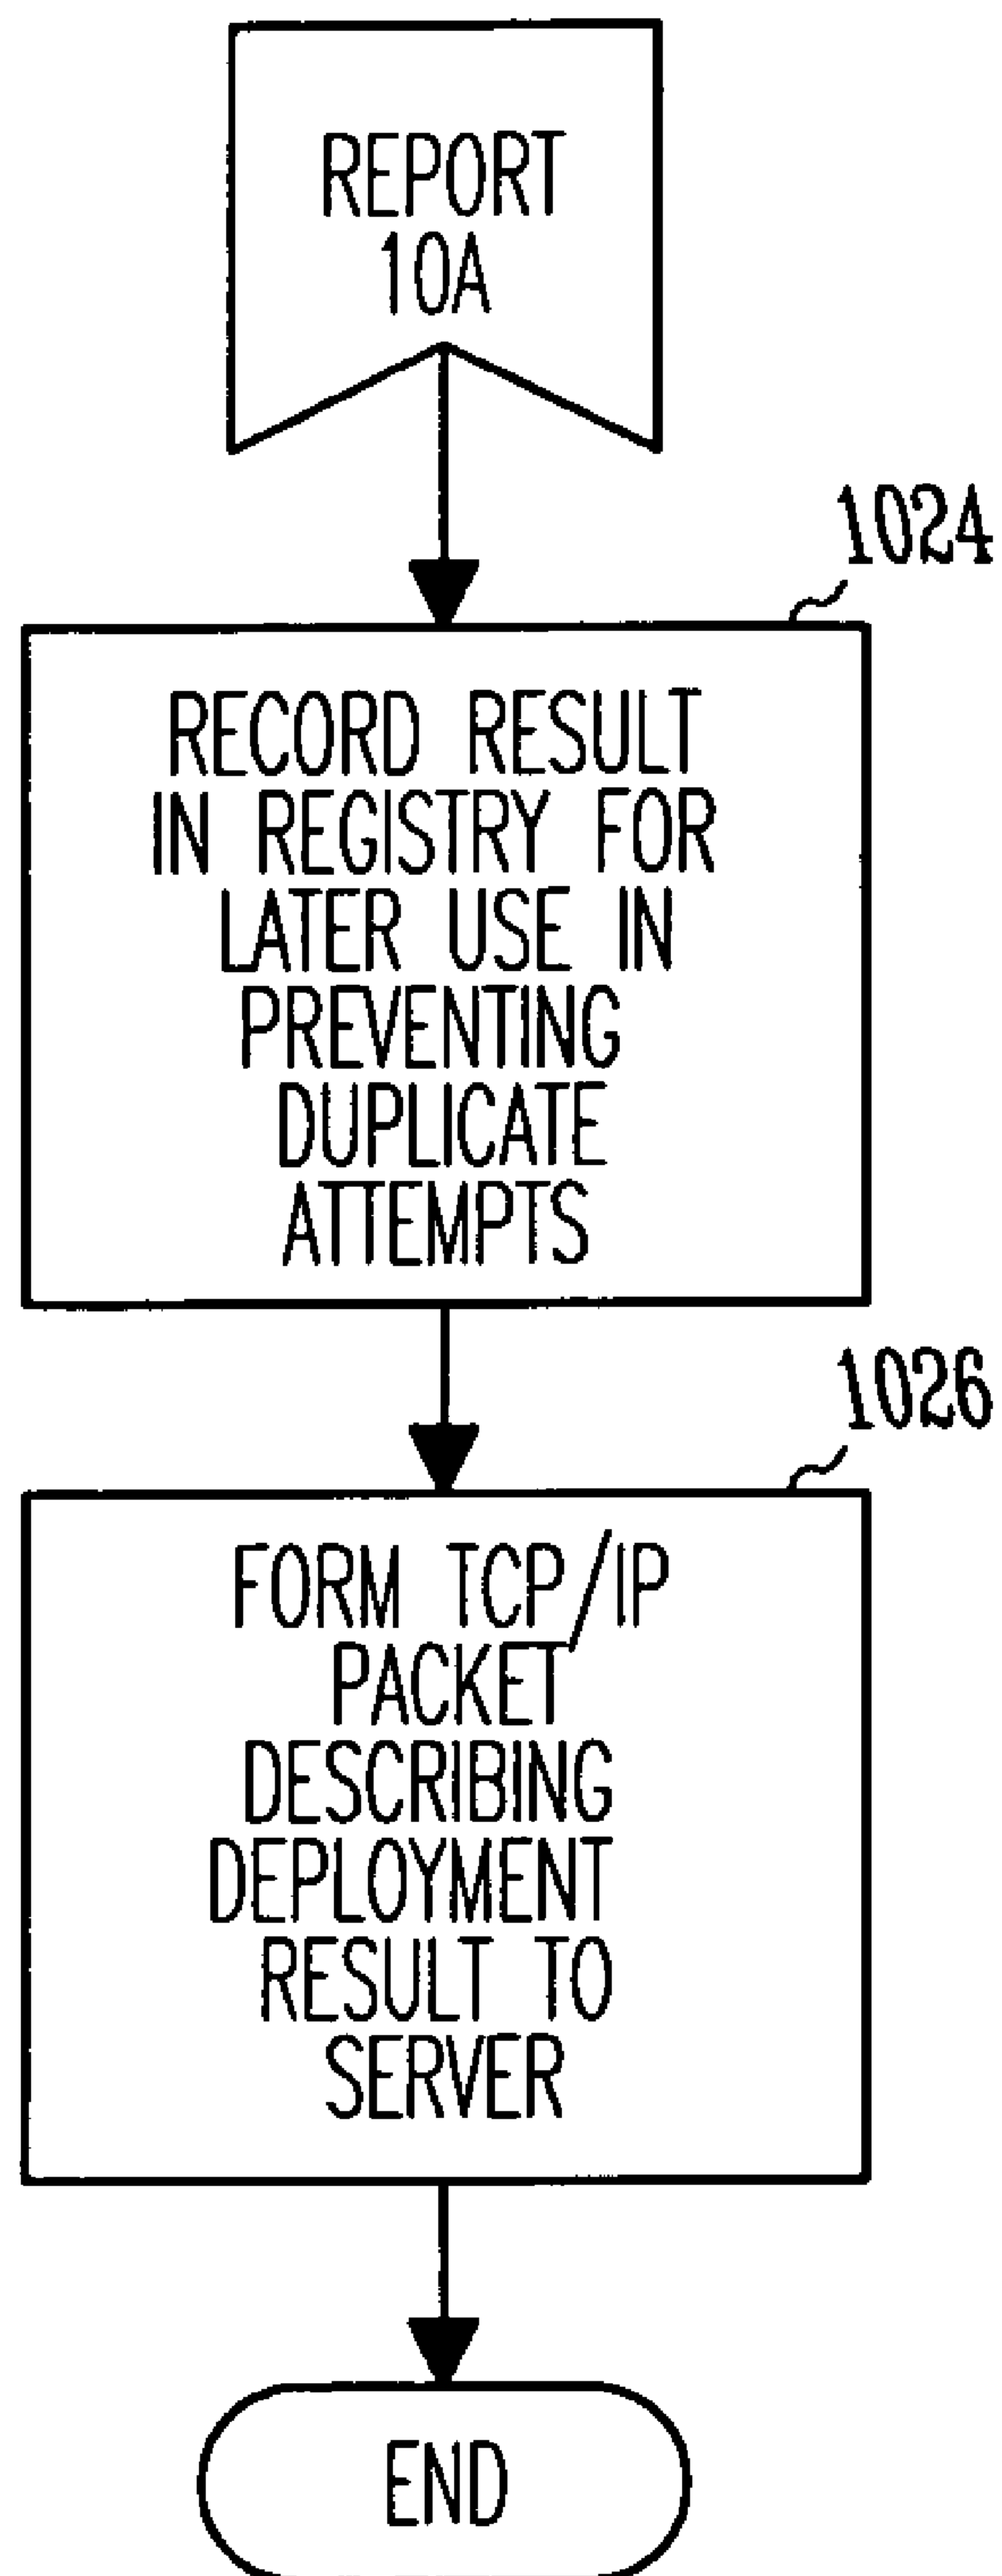 REPORT
10A
1024
RECORD RESULT
IN REGISTRY FOR
LATER USE IN
PREVENTING
DUPLICATE
ATTEMPTS
1026
FORM TCP/IP
PACKET
DESCRIBING
DEPLOYMENT
RESULT TO
SERVER
END